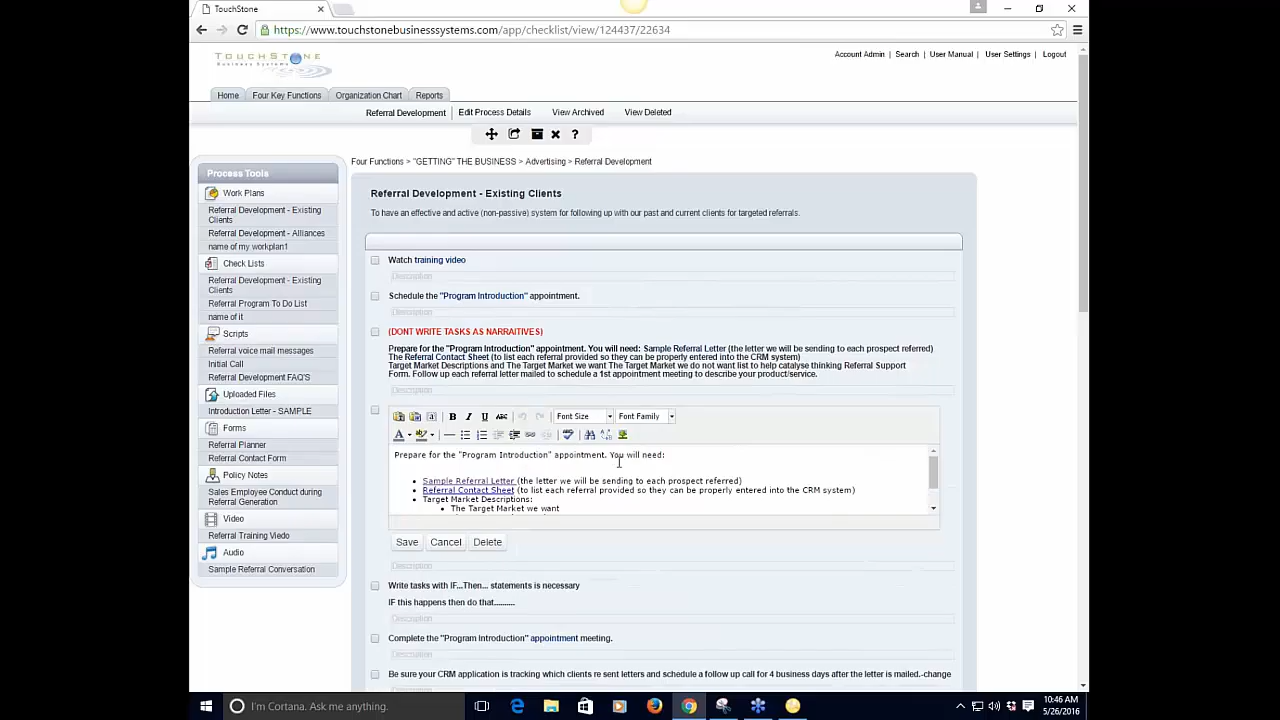 TouchStone
https://www.touchstonebusinesssystems.com/app/checklist/view/124437/22634
TOUCHSTONE
Business Systems
Account Admin | Search | User Manual | User Settings | Logout
Home
Four Key Functions
Organization Chart
Reports
Referral Development
Edit Process Details
View Archived
View Deleted
?
Four Functions > "GETTING" THE BUSINESS > Advertising > Referral Development
Process Tools
Work Plans
Referral Development - Existing
Clients
Referral Development - Alliances
name of my workplan1
Check Lists
Referral Development - Existing
Clients
Referral Program To Do List
name of it
Scripts
Referral voice mail messages
Initial Call
Referral Development FAQ'S
Uploaded Files
Introduction Letter - SAMPLE
Forms
Referral Planner
Referral Contact Form
Policy Notes
Sales Employee Conduct during
Referral Generation
Video
Referral Training Viedo
Audio
Sample Referral Conversation
Referral Development - Existing Clients
To have an effective and active (non-passive) system for following up with our past and current clients for targeted referrals.
Watch training video
Description
Schedule the "Program Introduction" appointment.
Description
(DONT WRITE TASKS AS NARRAITIVES)
Prepare for the "Program Introduction" appointment. You will need: Sample Referral Letter (the letter we will be sending to each prospect referred)
The Referral Contact Sheet (to list each referral provided so they can be properly entered into the CRM system)
Target Market Descriptions and The Target Market we want The Target Market we do not want list to help catalyse thinking Referral Support
Form. Follow up each referral letter mailed to schedule a 1st appointment meeting to describe your product/service.
Description
B I U ABC Font Size Font Family
A
Prepare for the "Program Introduction" appointment. You will need:
Sample Referral Letter (the letter we will be sending to each prospect referred)
Referral Contact Sheet (to list each referral provided so they can be properly entered into the CRM system)
Target Market Descriptions:
The Target Market we want
Save
Cancel
Delete
Description
Write tasks with IF...Then... statements is necessary
IF this happens then do that..........
Description
Complete the "Program Introduction" appointment meeting.
Description
Be sure your CRM application is tracking which clients re sent letters and schedule a follow up call for 4 business days after the letter is mailed.-change
I'm Cortana. Ask me anything.
10:46 AM
5/26/2016